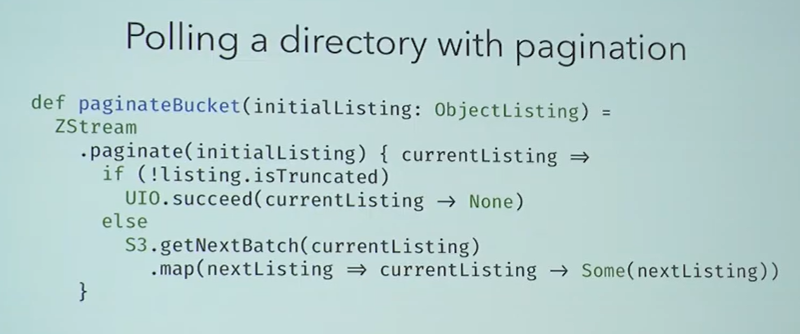 Polling a directory with pagination
def paginateBucket(initialListing: ObjectListing) =
ZStream
.paginate(initialListing) { currentListing ⇒
if (!listing.isTruncated)
UIO.succeed(currentListing → None)
else
S3.getNextBatch(currentListing)
.map(nextListing ⇒ currentListing → Some(nextListing))
}